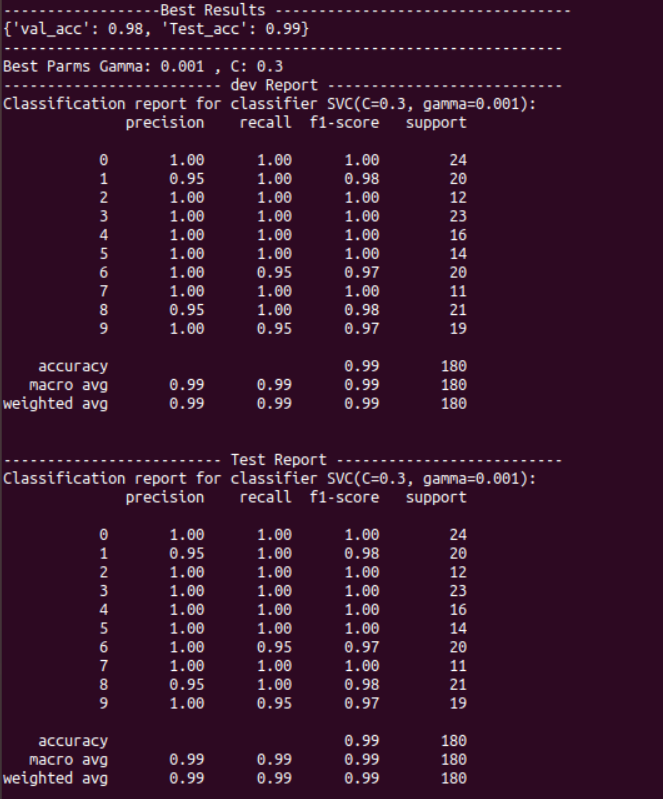 ------------------Best Results ----------------------------------
{'val_acc': 0.98, 'Test_acc': 0.99}
----------------------------------------------------------------
Best Parms Gamma: 0.001 , C: 0.3
------------------------- dev Report ---------------------------
Classification report for classifier SVC(C=0.3, gamma=0.001):
              precision    recall  f1-score   support

           0       1.00      1.00      1.00        24
           1       0.95      1.00      0.98        20
           2       1.00      1.00      1.00        12
           3       1.00      1.00      1.00        23
           4       1.00      1.00      1.00        16
           5       1.00      1.00      1.00        14
           6       1.00      0.95      0.97        20
           7       1.00      1.00      1.00        11
           8       0.95      1.00      0.98        21
           9       1.00      0.95      0.97        19

    accuracy                           0.99       180
   macro avg       0.99      0.99      0.99       180
weighted avg       0.99      0.99      0.99       180

------------------------- Test Report --------------------------
Classification report for classifier SVC(C=0.3, gamma=0.001):
              precision    recall  f1-score   support

           0       1.00      1.00      1.00        24
           1       0.95      1.00      0.98        20
           2       1.00      1.00      1.00        12
           3       1.00      1.00      1.00        23
           4       1.00      1.00      1.00        16
           5       1.00      1.00      1.00        14
           6       1.00      0.95      0.97        20
           7       1.00      1.00      1.00        11
           8       0.95      1.00      0.98        21
           9       1.00      0.95      0.97        19

    accuracy                           0.99       180
   macro avg       0.99      0.99      0.99       180
weighted avg       0.99      0.99      0.99       180